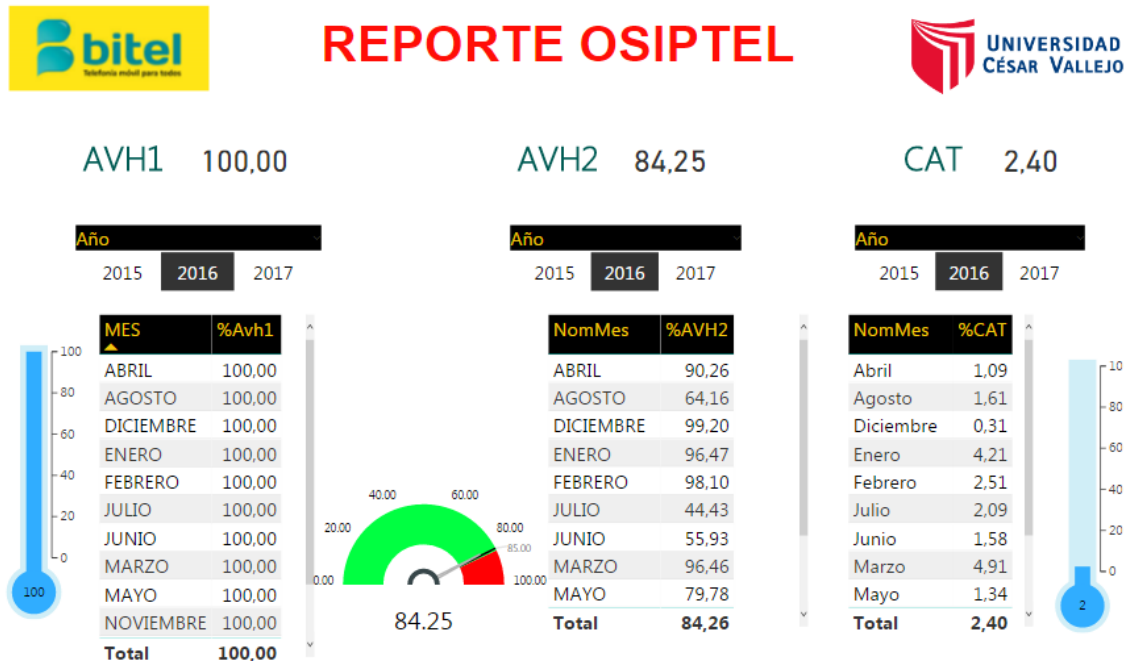 bitel
Telefonía móvil para todos
REPORTE OSIPTEL
UNIVERSIDAD
CÉSAR VALLEJO
AVH1 100,00
AVH2 84,25
CAT 2,40
Año
2015 2016 2017
MES %Avh1
ABRIL 100,00
AGOSTO 100,00
DICIEMBRE 100,00
ENERO 100,00
FEBRERO 100,00
JULIO 100,00
JUNIO 100,00
MARZO 100,00
MAYO 100,00
NOVIEMBRE 100,00
Total 100,00
100
80
60
40
20
0
100
0.00
20.00
40.00
60.00
80.00
85.00
100.00
84.25
Año
2015 2016 2017
NomMes %AVH2
ABRIL 90,26
AGOSTO 64,16
DICIEMBRE 99,20
ENERO 96,47
FEBRERO 98,10
JULIO 44,43
JUNIO 55,93
MARZO 96,46
MAYO 79,78
Total 84,26
Año
2015 2016 2017
NomMes %CAT
Abril 1,09
Agosto 1,61
Diciembre 0,31
Enero 4,21
Febrero 2,51
Julio 2,09
Junio 1,58
Marzo 4,91
Mayo 1,34
Total 2,40
10
80
60
40
20
0
2